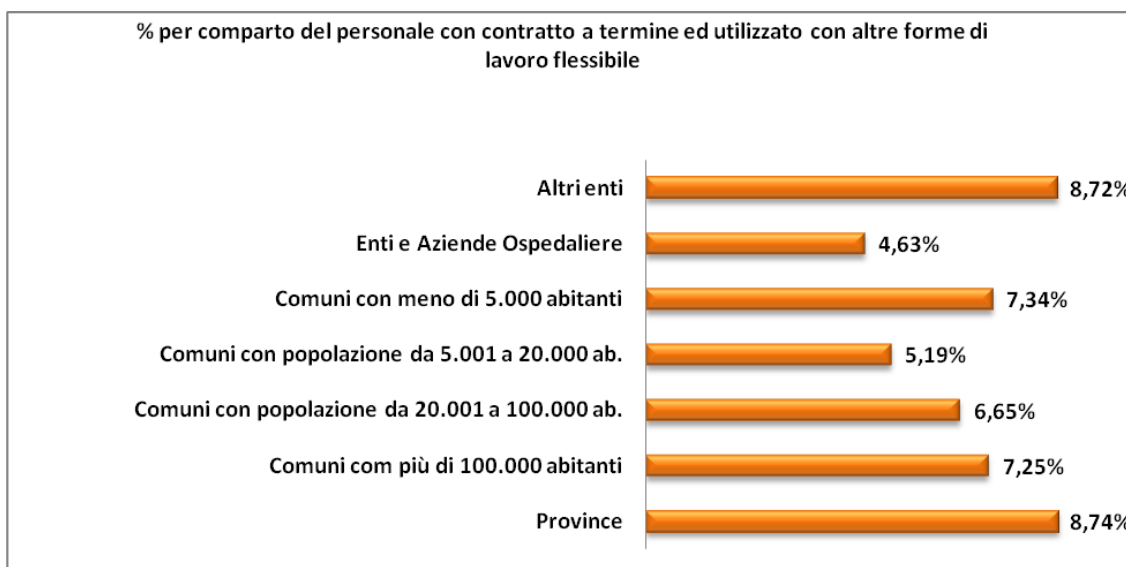 % per comparto del personale con contratto a termine ed utilizzato con altre forme di
lavoro flessibile
Altri enti 8,72%
Enti e Aziende Ospedaliere 4,63%
Comuni con meno di 5.000 abitanti 7,34%
Comuni con popolazione da 5.001 a 20.000 ab. 5,19%
Comuni con popolazione da 20.001 a 100.000 ab. 6,65%
Comuni com più di 100.000 abitanti 7,25%
Province 8,74%